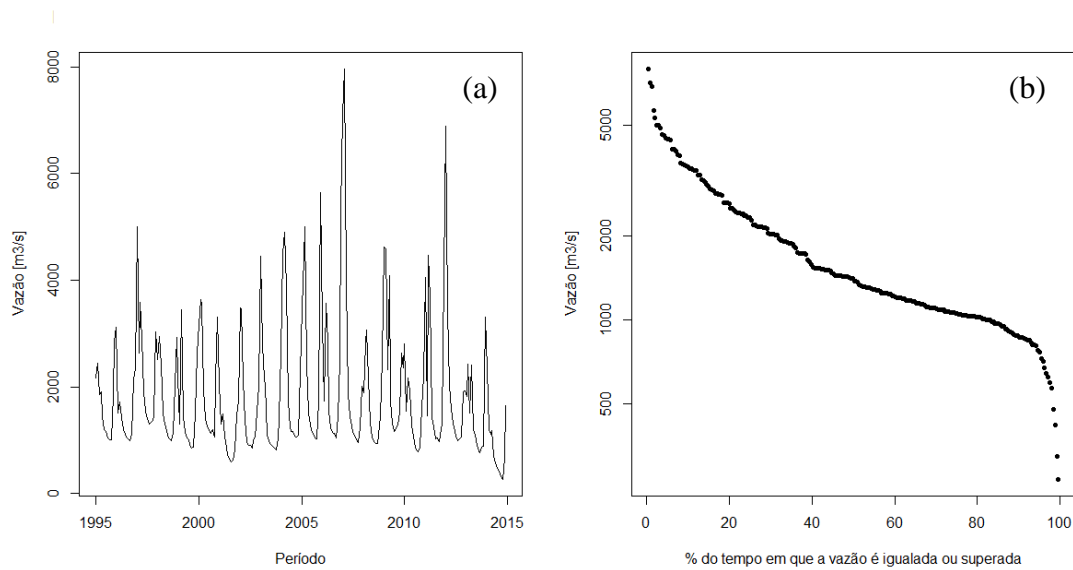 (a)
Vazão [m3/s]
8000
6000
4000
2000
0
1995 2000 2005 2010 2015
Período
(b)
Vazão [m3/s]
5000
2000
1000
500
0 20 40 60 80 100
% do tempo em que a vazão é igualada ou superada